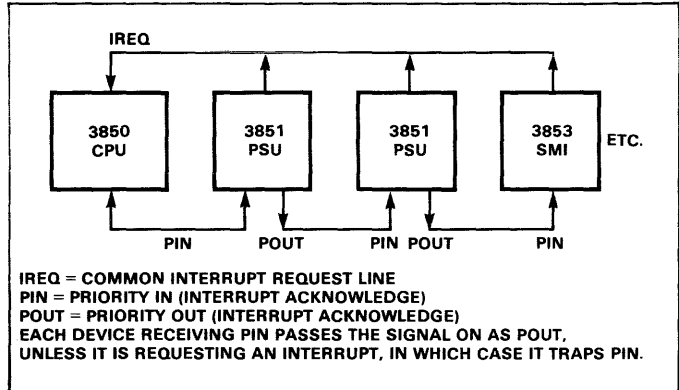 IREQ
3850
CPU
3851
PSU
3851
PSU
3853
SMI
ETC.
PIN
POUT
PIN
POUT
PIN
IREQ = COMMON INTERRUPT REQUEST LINE
PIN = PRIORITY IN (INTERRUPT ACKNOWLEDGE)
POUT = PRIORITY OUT (INTERRUPT ACKNOWLEDGE)
EACH DEVICE RECEIVING PIN PASSES THE SIGNAL ON AS POUT,
UNLESS IT IS REQUESTING AN INTERRUPT, IN WHICH CASE IT TRAPS PIN.